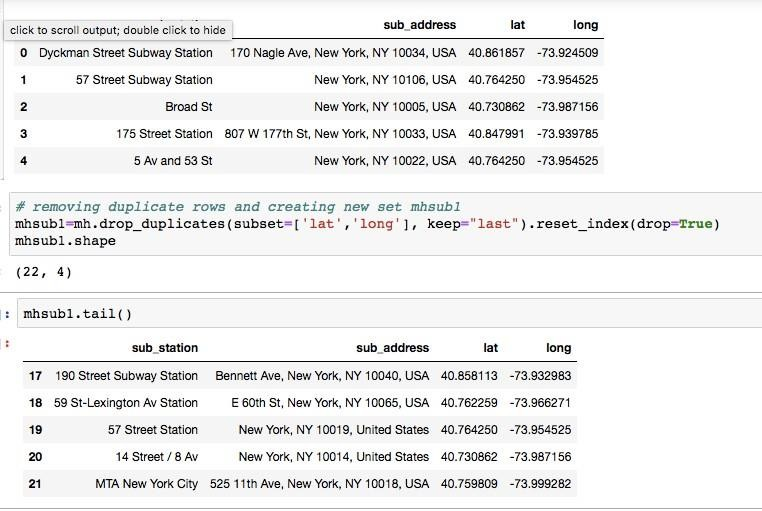 click to scroll output; double click to hide
sub_address lat long
0 Dyckman Street Subway Station 170 Nagle Ave, New York, NY 10034, USA 40.861857 -73.924509
1 57 Street Subway Station New York, NY 10106, USA 40.764250 -73.954525
2 Broad St New York, NY 10005, USA 40.730862 -73.987156
3 175 Street Station 807 W 177th St, New York, NY 10033, USA 40.847991 -73.939785
4 5 Av and 53 St New York, NY 10022, USA 40.764250 -73.954525
# removing duplicate rows and creating new set mhsub1
mhsub1=mh.drop_duplicates(subset=['lat','long'], keep="last").reset_index(drop=True)
mhsub1.shape
(22, 4)
]: mhsub1.tail()
]:
sub_station sub_address lat long
17 190 Street Subway Station Bennett Ave, New York, NY 10040, USA 40.858113 -73.932983
18 59 St-Lexington Av Station E 60th St, New York, NY 10065, USA 40.762259 -73.966271
19 57 Street Station New York, NY 10019, United States 40.764250 -73.954525
20 14 Street / 8 Av New York, NY 10014, United States 40.730862 -73.987156
21 MTA New York City 525 11th Ave, New York, NY 10018, USA 40.759809 -73.999282